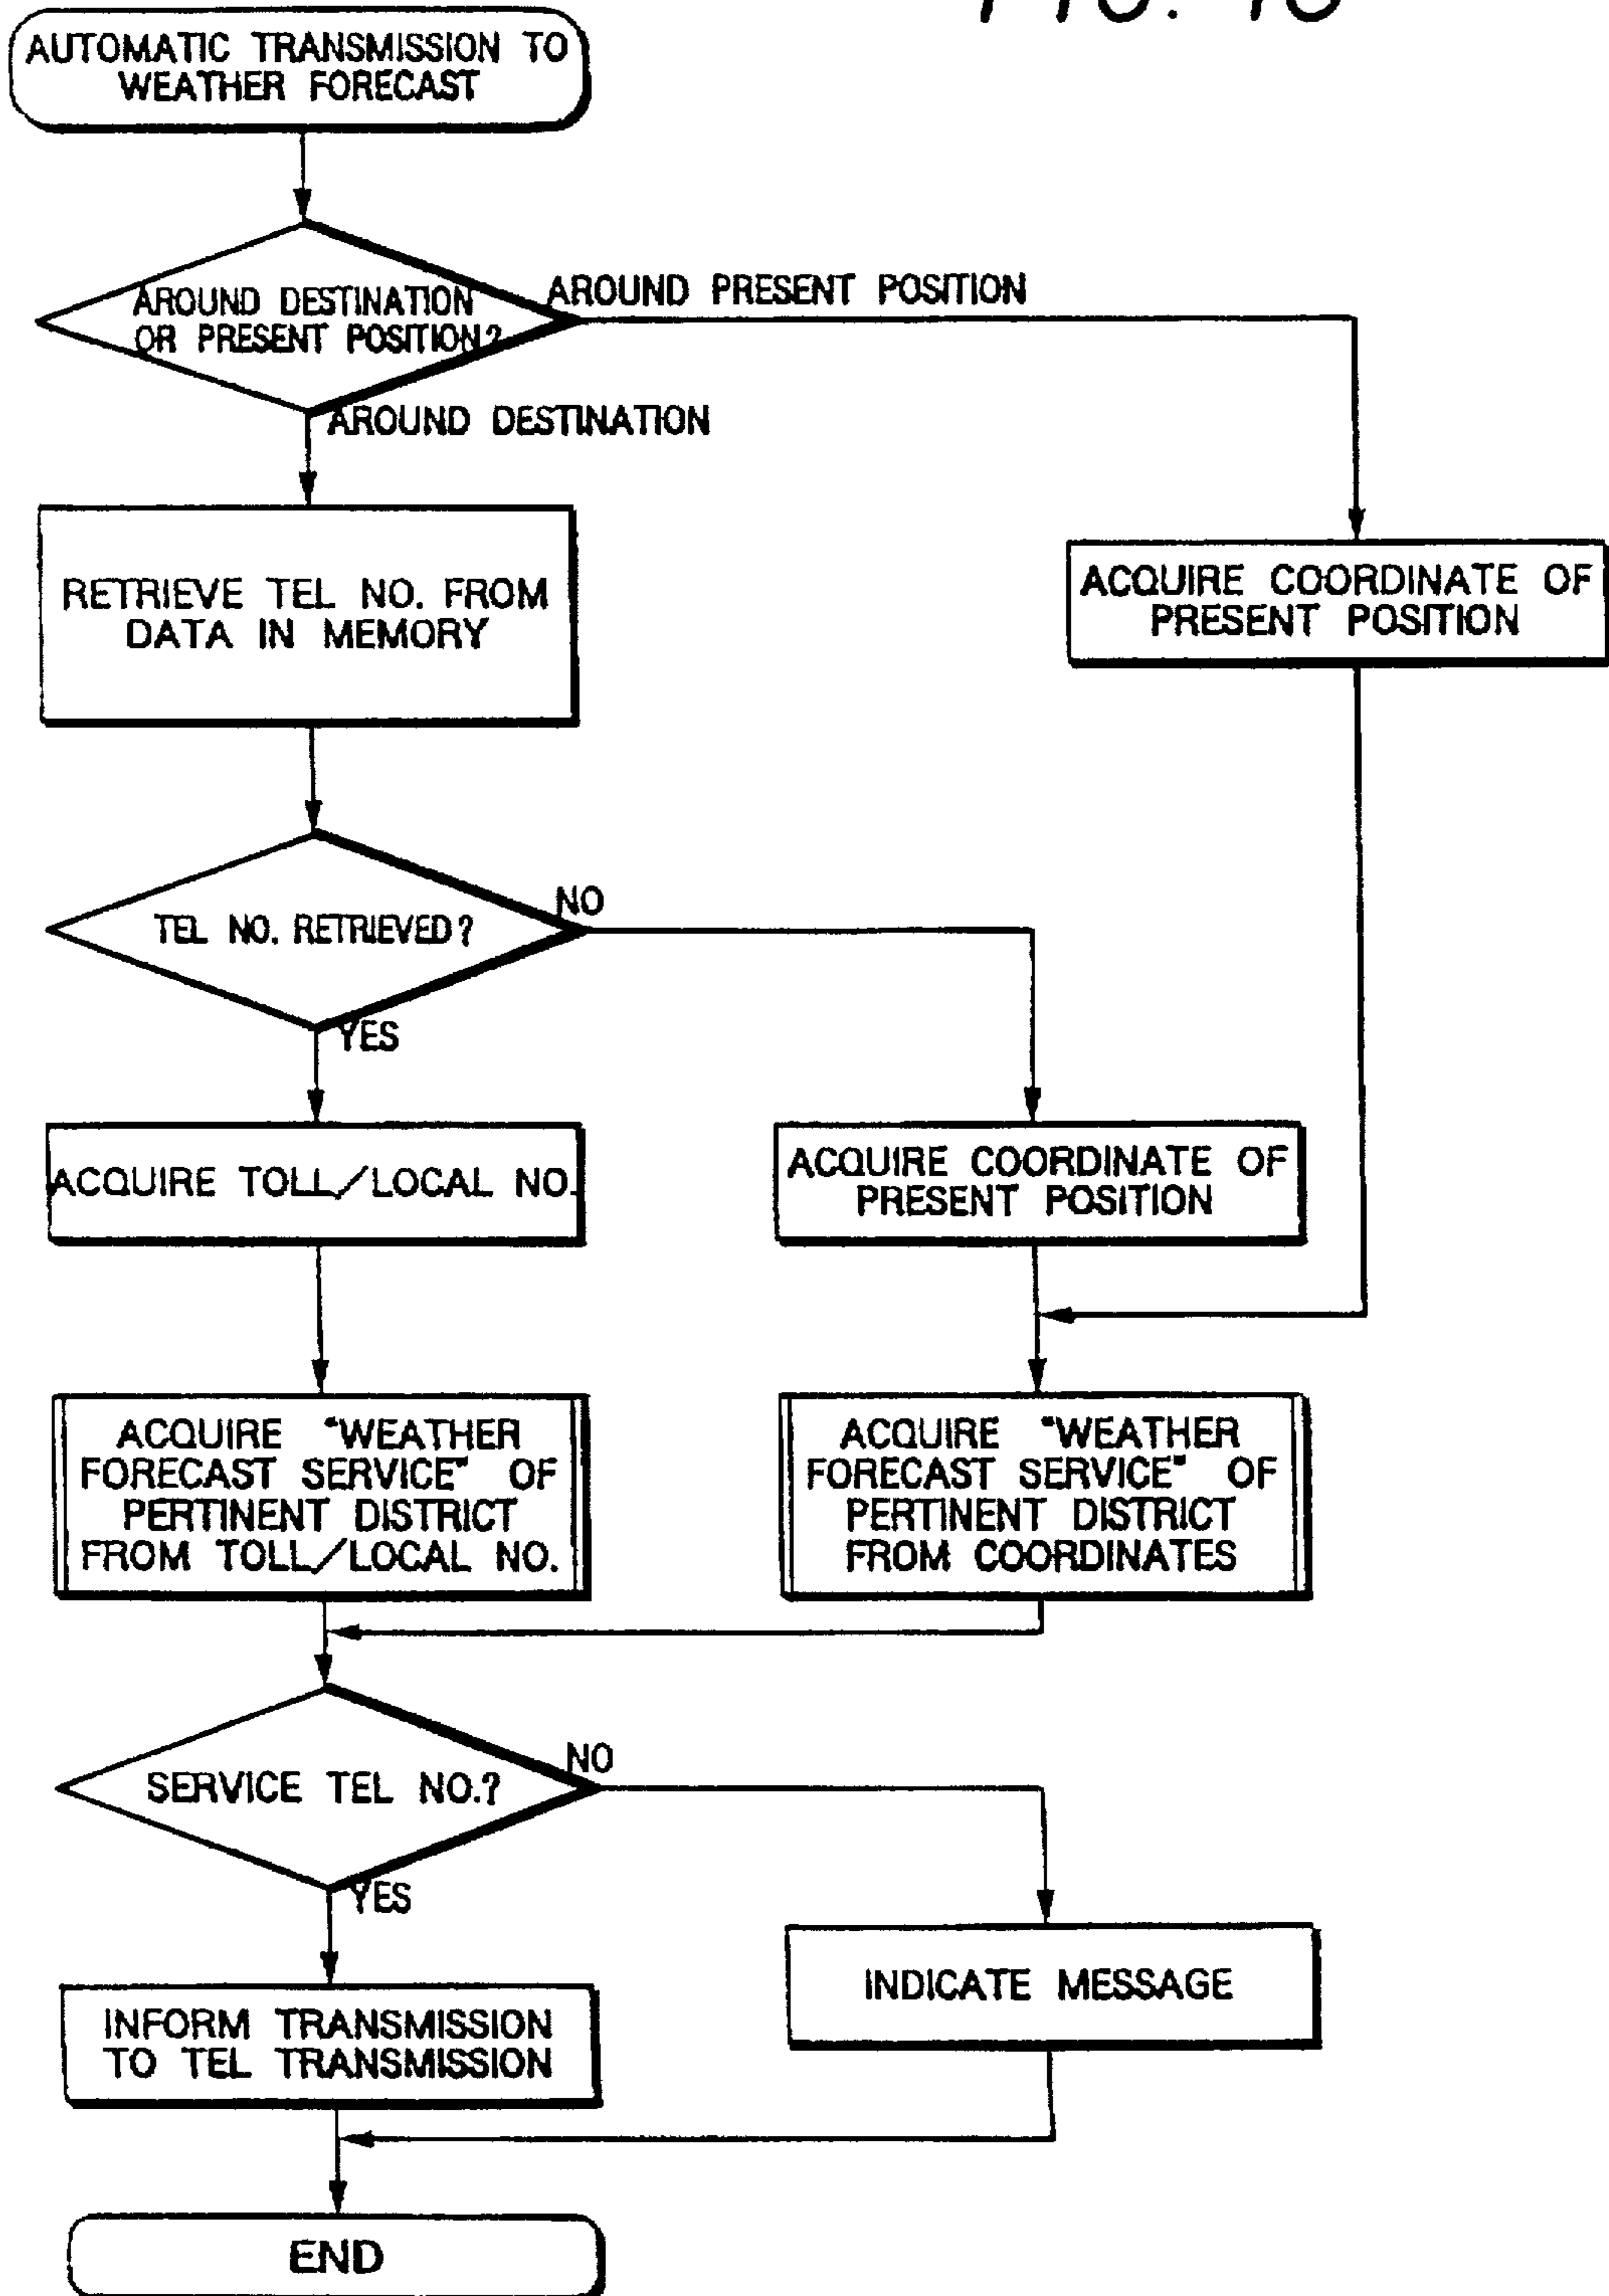 AUTOMATIC TRANSMISSION TO
WEATHER FORECAST
AROUND DESTINATION
OR PRESENT POSITION?
AROUND PRESENT POSITION
AROUND DESTINATION
RETRIEVE TEL NO. FROM
DATA IN MEMORY
ACQUIRE COORDINATE OF
PRESENT POSITION
TEL NO. RETRIEVED?
NO
YES
ACQUIRE TOLL/LOCAL NO.
ACQUIRE COORDINATE OF
PRESENT POSITION
ACQUIRE "WEATHER
FORECAST SERVICE" OF
PERTINENT DISTRICT
FROM TOLL/LOCAL NO.
ACQUIRE "WEATHER
FORECAST SERVICE" OF
PERTINENT DISTRICT
FROM COORDINATES
SERVICE TEL NO.?
NO
YES
INFORM TRANSMISSION
TO TEL TRANSMISSION
INDICATE MESSAGE
END